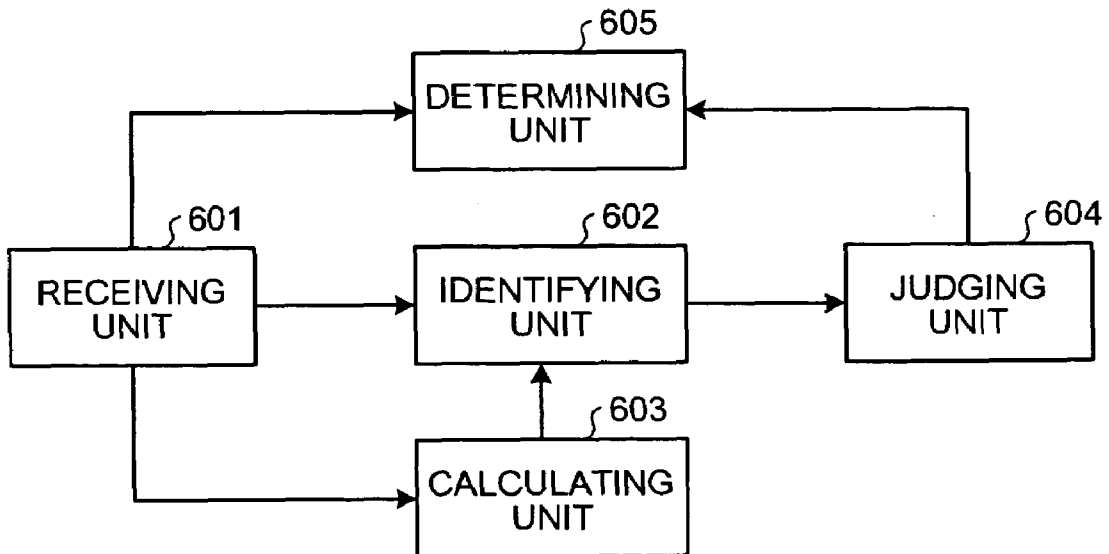 605
DETERMINING
UNIT
601
RECEIVING
UNIT
602
IDENTIFYING
UNIT
604
JUDGING
UNIT
603
CALCULATING
UNIT